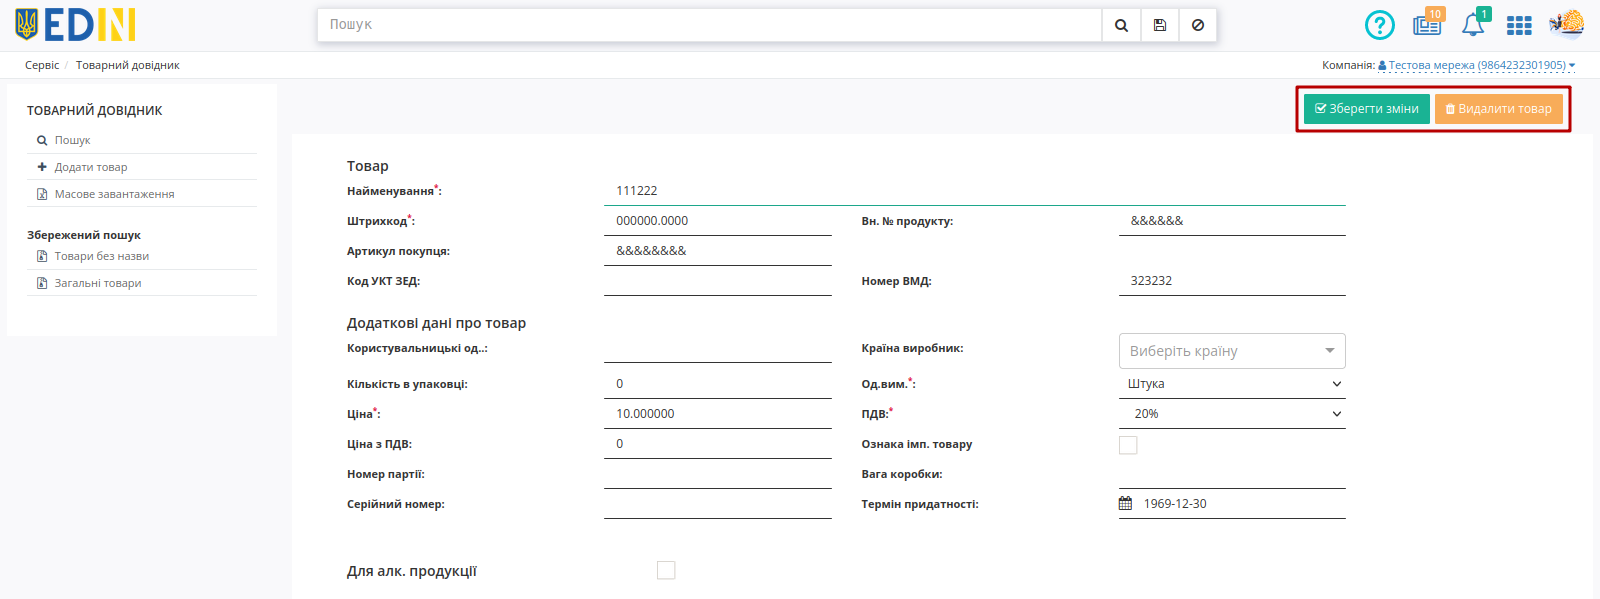 EDIN
Пошук
10
1
Сервіс / Товарний довідник
Компанія: Тестова мережа (9864232301905)
ТОВАРНИЙ ДОВІДНИК
Пошук
Додати товар
Масове завантаження
Збережений пошук
Товари без назви
Загальні товари
Зберегти зміни
Видалити товар
Товар
Найменування*: 111222
Штрихкод*: 000000.0000 Вн. № продукту: &&&&&&
Артикул покупця: &&&&&&&&
Код УКТ ЗЕД: Номер ВМД: 323232
Додаткові дані про товар
Користувальницькі од..: Країна виробник: Виберіть країну
Кількість в упаковці: 0 Од.вим.*: Штука
Ціна*: 10.000000 ПДВ:* 20%
Ціна з ПДВ: 0 Ознака імп. товару
Номер партії: Вага коробки:
Серійний номер: Термін придатності: 1969-12-30
Для алк. продукції